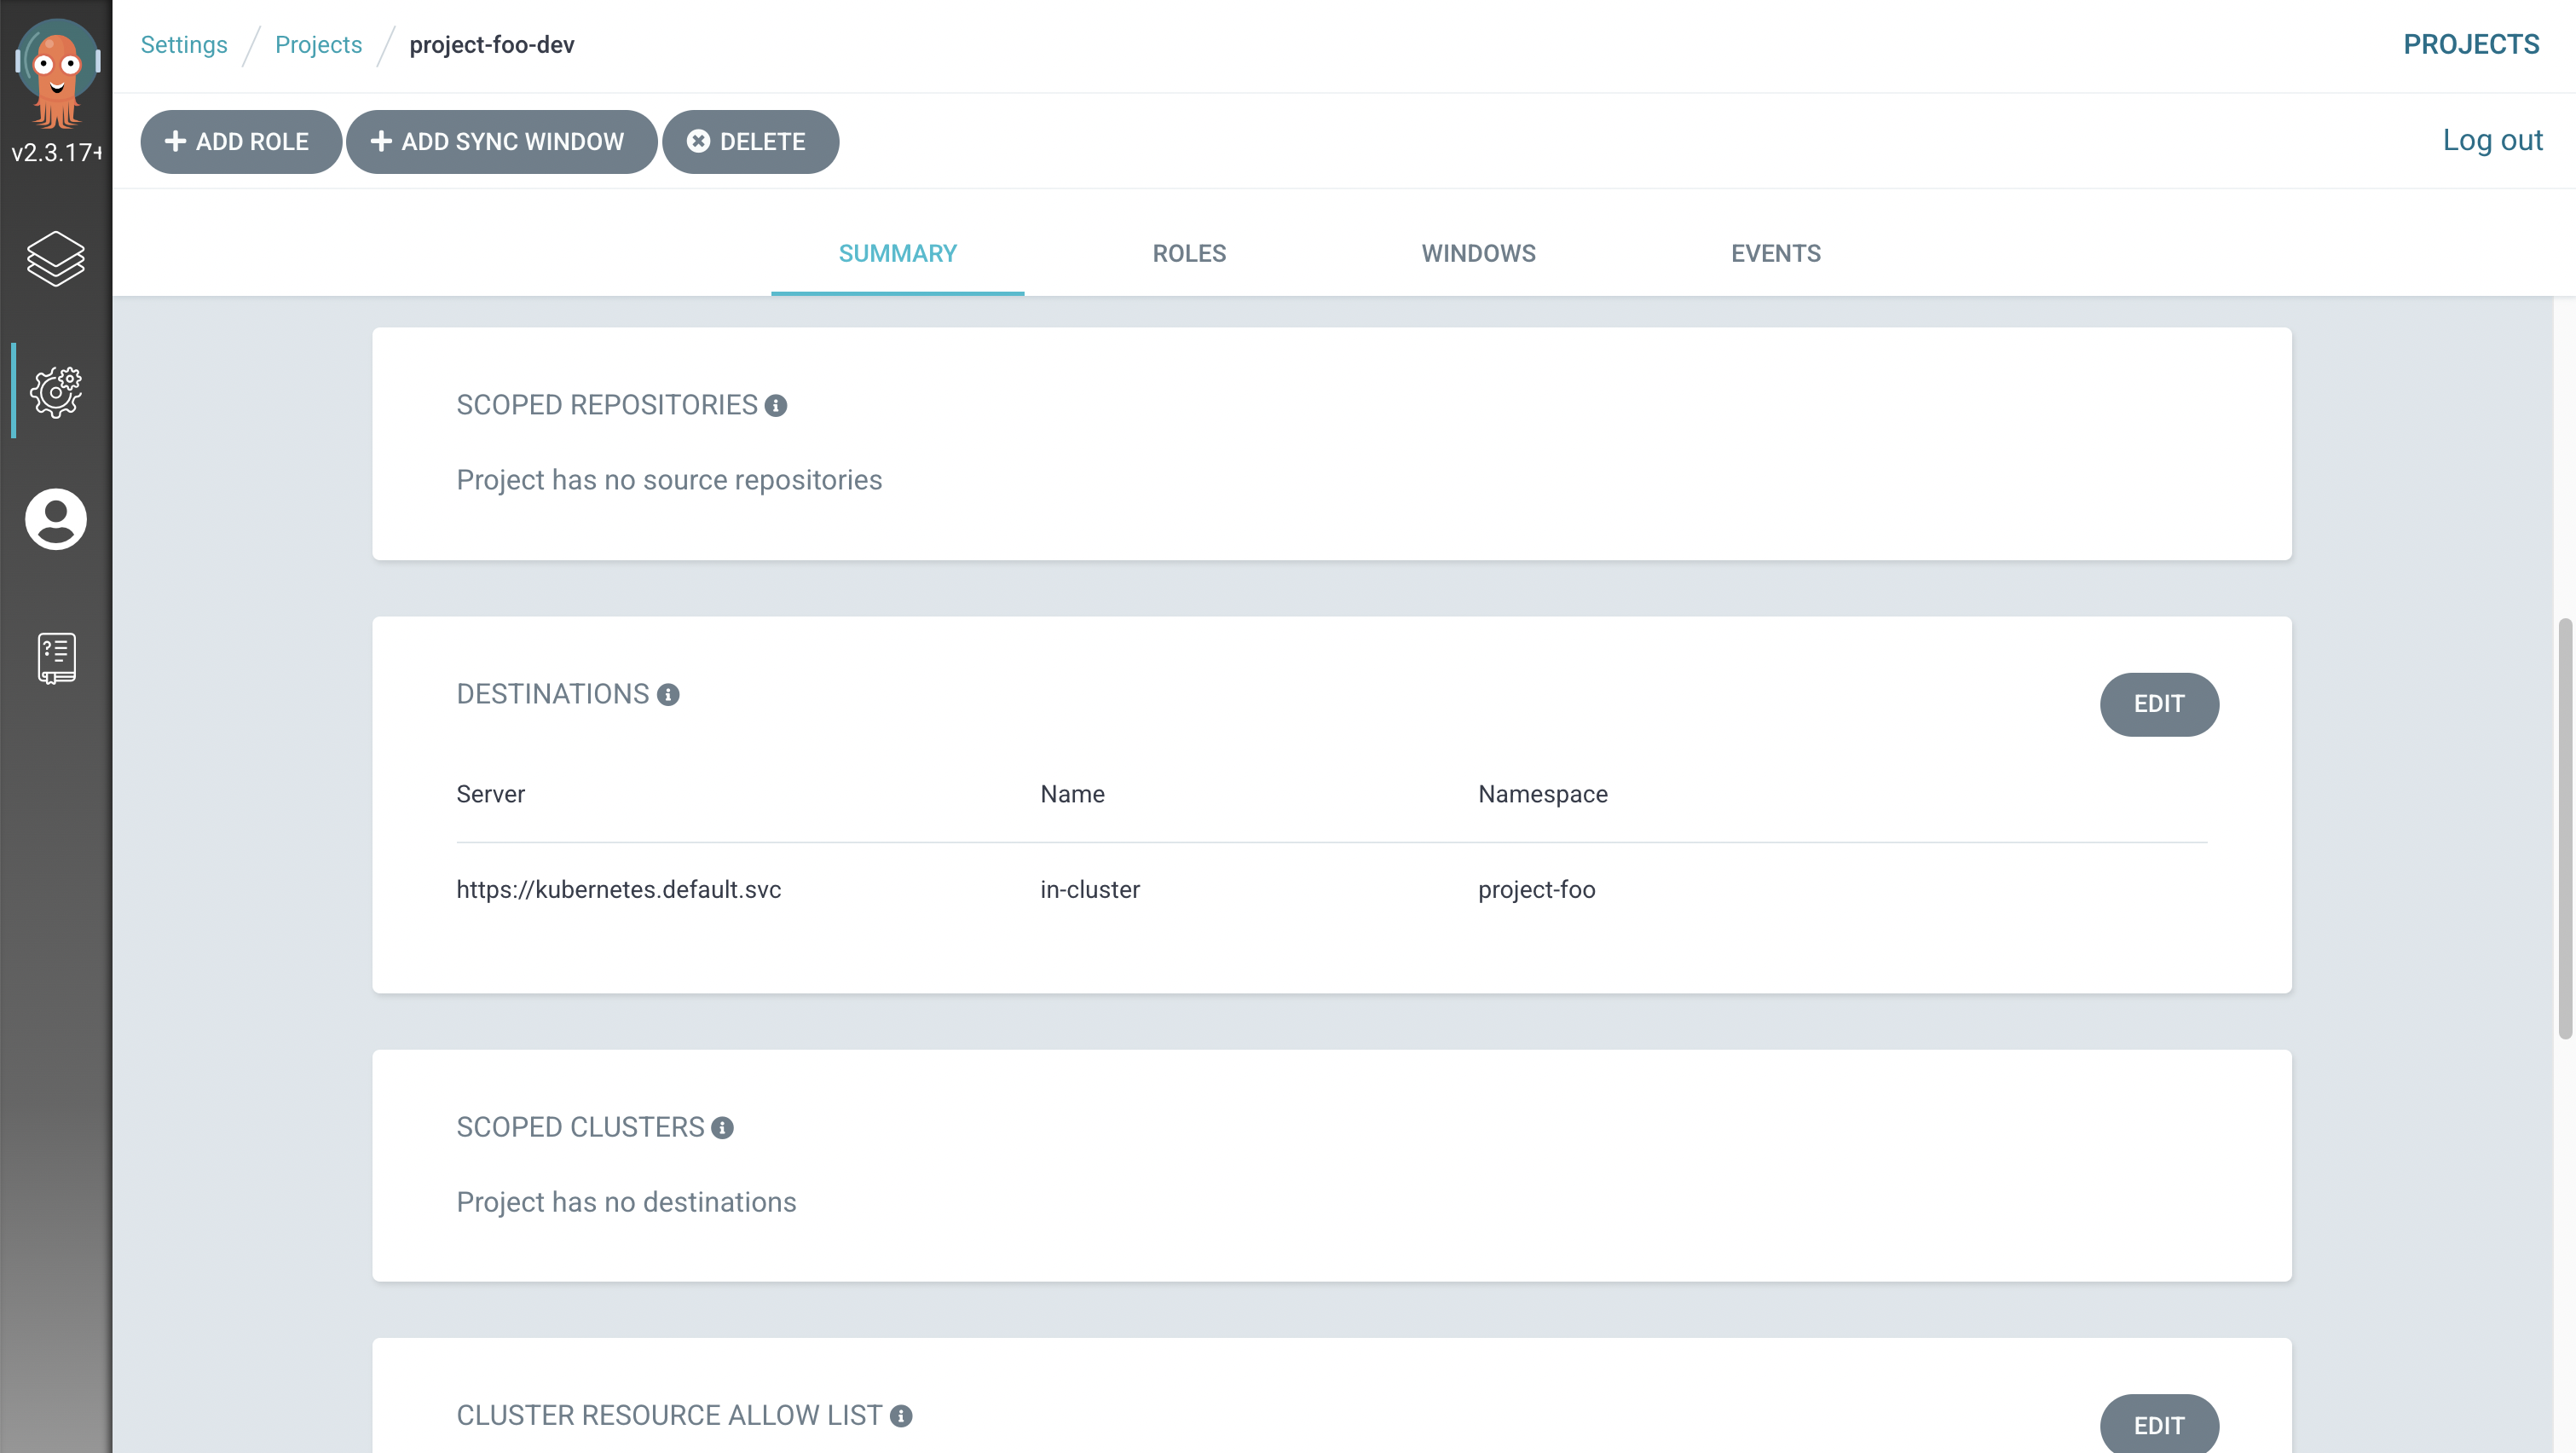 Settings / Projects / project-foo-dev
PROJECTS
v2.3.17+
ADD ROLE
ADD SYNC WINDOW
DELETE
Log out
SUMMARY
ROLES
WINDOWS
EVENTS
SCOPED REPOSITORIES
Project has no source repositories
DESTINATIONS
EDIT
Server Name Namespace
https://kubernetes.default.svc in-cluster project-foo
SCOPED CLUSTERS
Project has no destinations
CLUSTER RESOURCE ALLOW LIST
EDIT